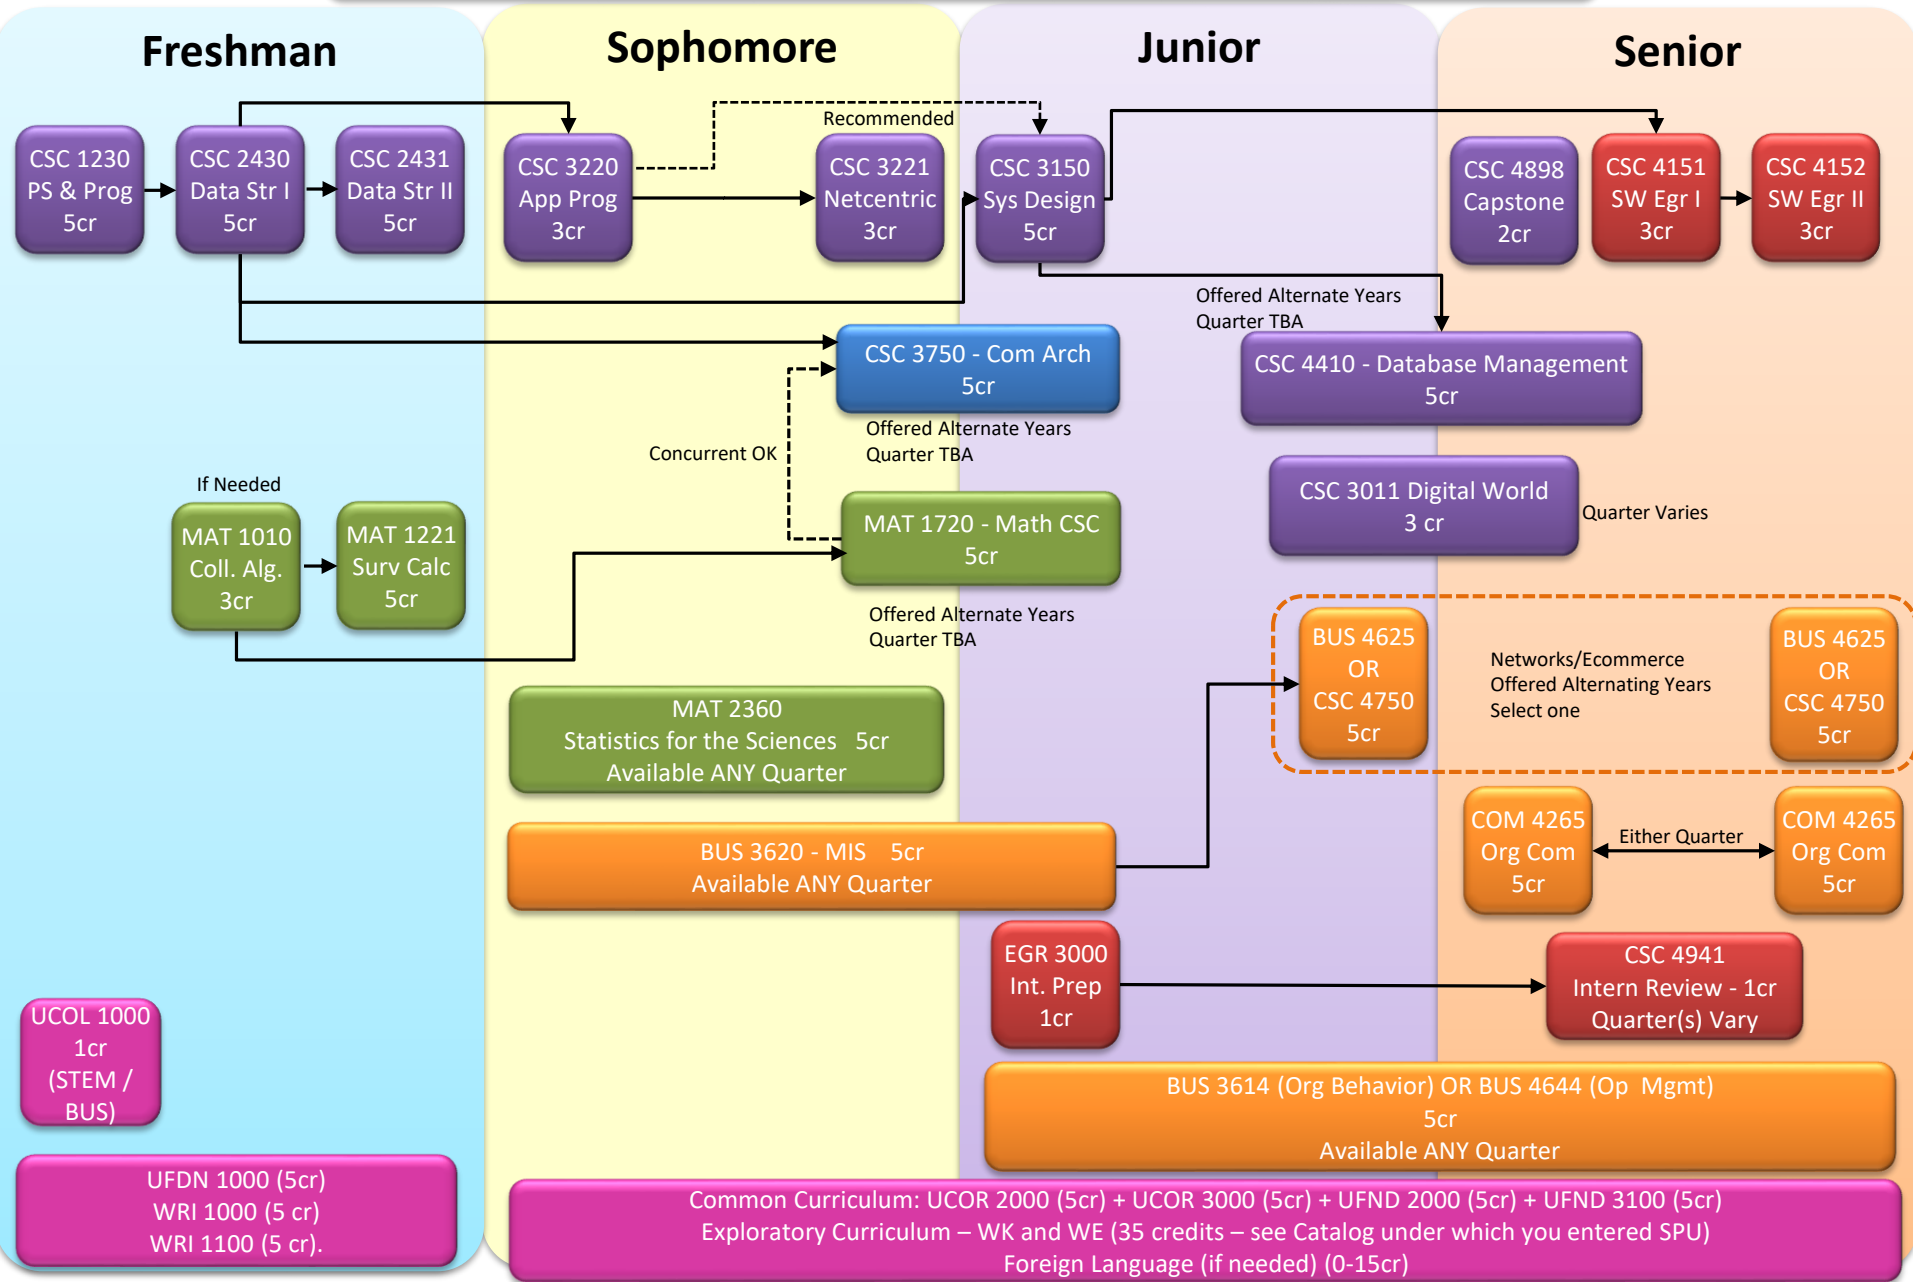 Freshman
Sophomore
Junior
Senior
CSC 1230
PS & Prog
5cr
CSC 2430
Data Str I
5cr
CSC 2431
Data Str II
5cr
CSC 3220
App Prog
3cr
Recommended
CSC 3221
Netcentric
3cr
CSC 3150
Sys Design
5cr
CSC 4898
Capstone
2cr
CSC 4151
SW Egr I
3cr
CSC 4152
SW Egr II
3cr
Offered Alternate Years
Quarter TBA
CSC 3750 - Com Arch
5cr
Offered Alternate Years
Quarter TBA
CSC 4410 - Database Management
5cr
Concurrent OK
CSC 3011 Digital World
3 cr
Quarter Varies
If Needed
MAT 1010
Coll. Alg.
3cr
MAT 1221
Surv Calc
5cr
MAT 1720 - Math CSC
5cr
Offered Alternate Years
Quarter TBA
BUS 4625
OR
CSC 4750
5cr
Networks/Ecommerce
Offered Alternating Years
Select one
BUS 4625
OR
CSC 4750
5cr
MAT 2360
Statistics for the Sciences 5cr
Available ANY Quarter
BUS 3620 - MIS 5cr
Available ANY Quarter
COM 4265
Org Com
5cr
Either Quarter
COM 4265
Org Com
5cr
EGR 3000
Int. Prep
1cr
CSC 4941
Intern Review - 1cr
Quarter(s) Vary
UCOL 1000
1cr
(STEM /
BUS)
BUS 3614 (Org Behavior) OR BUS 4644 (Op Mgmt)
5cr
Available ANY Quarter
UFDN 1000 (5cr)
WRI 1000 (5 cr)
WRI 1100 (5 cr).
Common Curriculum: UCOR 2000 (5cr) + UCOR 3000 (5cr) + UFND 2000 (5cr) + UFND 3100 (5cr)
Exploratory Curriculum – WK and WE (35 credits – see Catalog under which you entered SPU)
Foreign Language (if needed) (0-15cr)